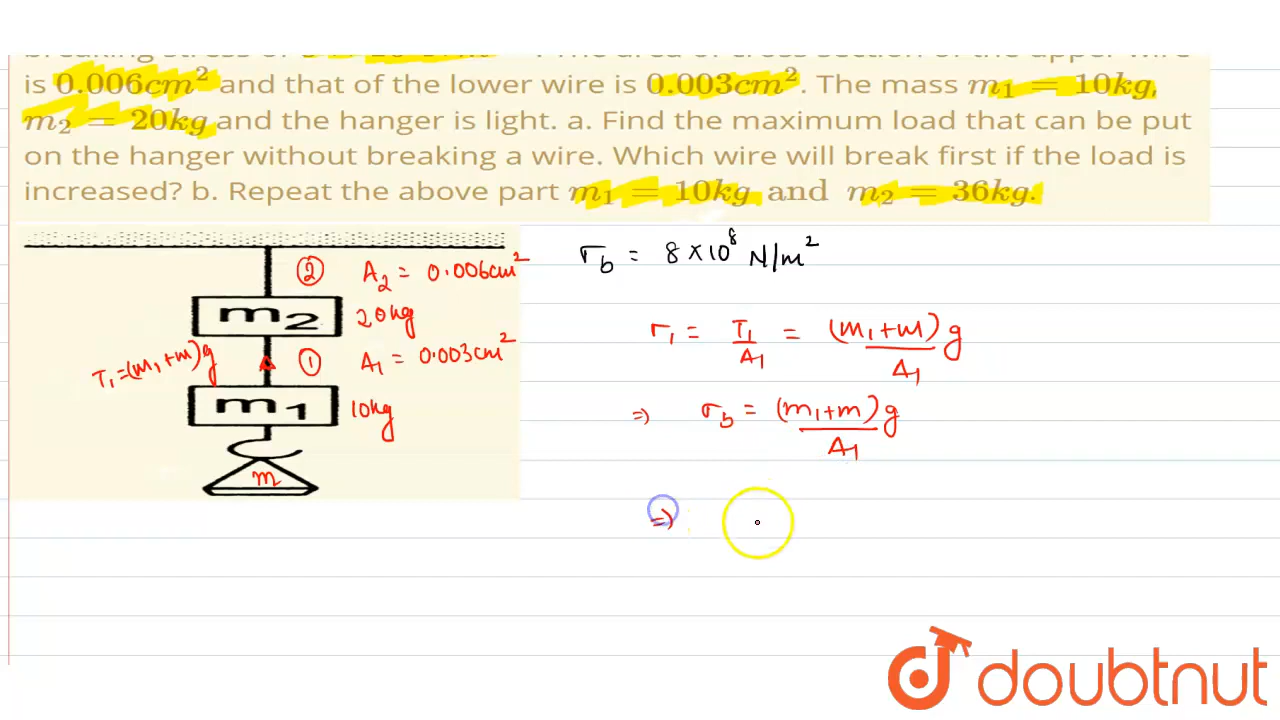 is 0.006cm² and that of the lower wire is 0.003cm². The mass m₁ = 10kg,
m₂ = 20kg and the hanger is light. a. Find the maximum load that can be put
on the hanger without breaking a wire. Which wire will break first if the load is
increased? b. Repeat the above part m₁ = 10kg and m₂ = 36kg.
② A₂ = 0.006cm²
m₂ 20kg
T₁=(m₁+m)g ① A₁ = 0.003cm²
m₁ 10kg
m
σb = 8×10⁸ N/m²
σ₁ = T₁/A₁ = (m₁+m)g/A₁
⇒ σb = (m₁+m)g/A₁
⇒
doubtnut